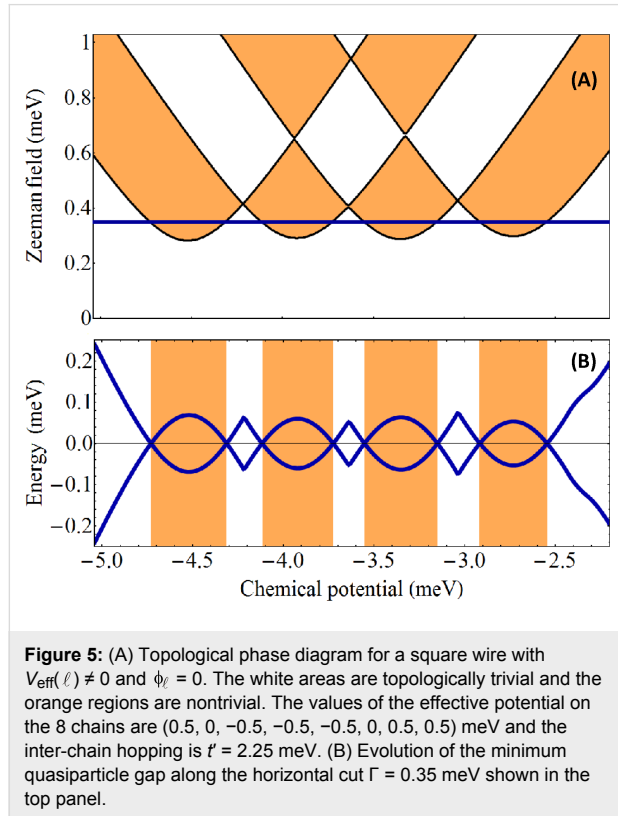 1
0.8
0.6
0.4
0.2
0
Zeeman field (meV)
(A)
0.2
0.1
0.0
−0.1
−0.2
Energy (meV)
(B)
−5.0 −4.5 −4.0 −3.5 −3.0 −2.5
Chemical potential (meV)
Figure 5: (A) Topological phase diagram for a square wire with
Veff(ℓ) ≠ 0 and ϕℓ = 0. The white areas are topologically trivial and the
orange regions are nontrivial. The values of the effective potential on
the 8 chains are (0.5, 0, −0.5, −0.5, −0.5, 0, 0.5, 0.5) meV and the
inter-chain hopping is t′ = 2.25 meV. (B) Evolution of the minimum
quasiparticle gap along the horizontal cut Γ = 0.35 meV shown in the
top panel.